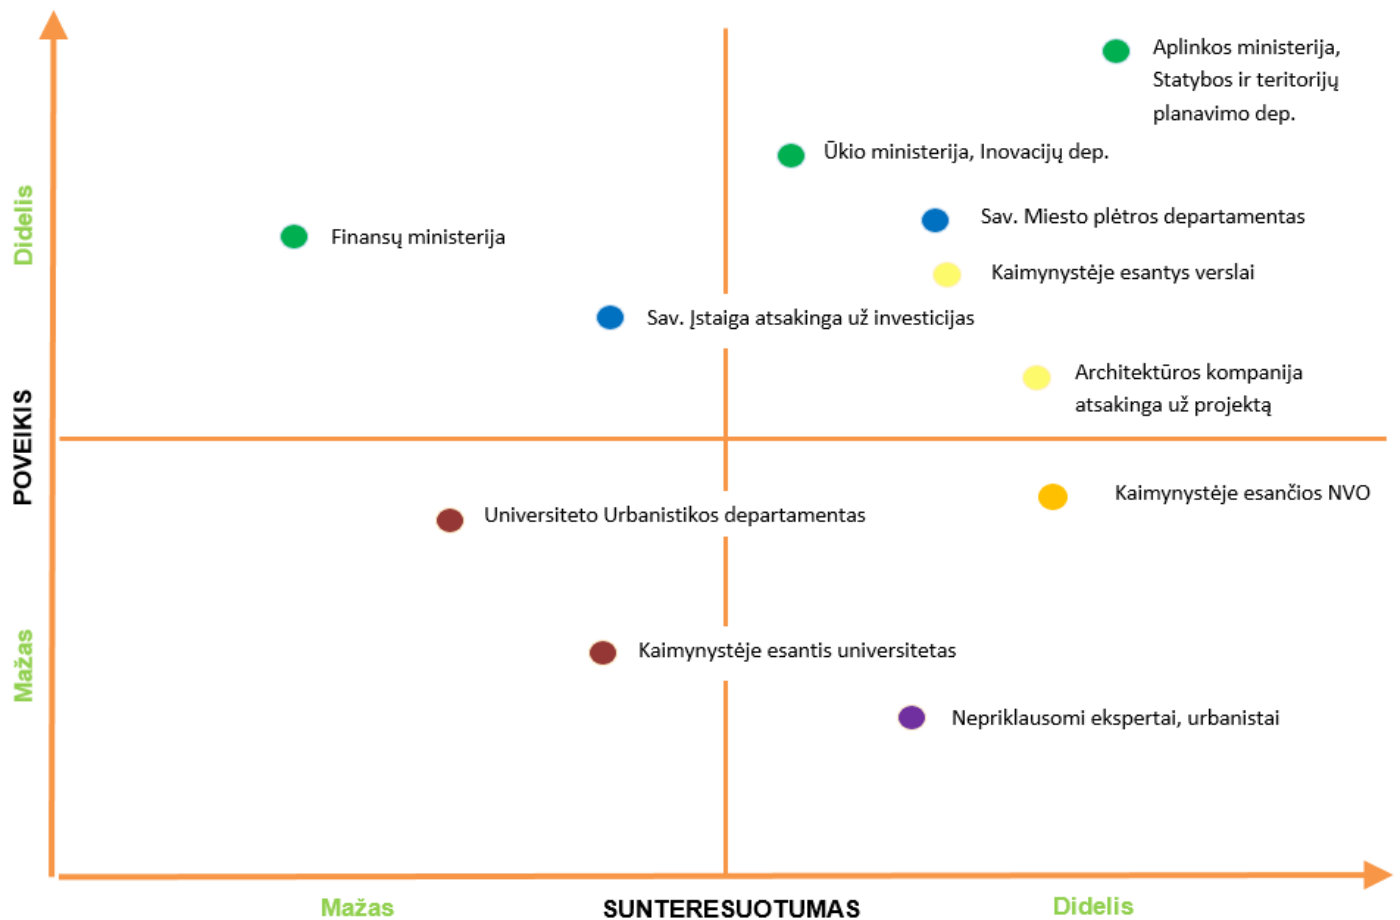 Aplinkos ministerija,
Statybos ir teritorijų
planavimo dep.
Ūkio ministerija, Inovacijų dep.
Didelis
Sav. Miesto plėtros departamentas
Finansų ministerija
Kaimynystėje esantys verslai
Sav. Įstaiga atsakinga už investicijas
Architektūros kompanija
atsakinga už projektą
POVEIKIS
Kaimynystėje esančios NVO
Universiteto Urbanistikos departamentas
Mažas
Kaimynystėje esantis universitetas
Nepriklausomi ekspertai, urbanistai
Mažas
SUNTERESUOTUMAS
Didelis